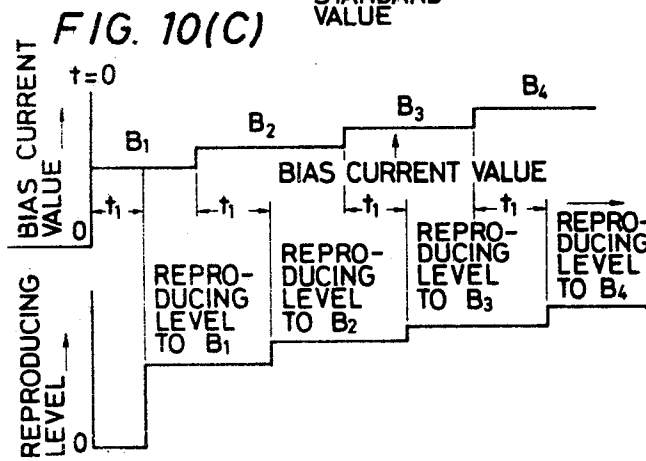 STANDARD
VALUE
FIG. 10(C)
t=0
BIAS CURRENT
VALUE
0
B1
B2
B3
B4
BIAS CURRENT VALUE
t1
t1
t1
t1
REPRO-
DUCING
LEVEL
TO B1
REPRO-
DUCING
LEVEL
TO B2
REPRO-
DUCING
LEVEL
TO B3
REPRO-
DUCING
LEVEL
TO B4
REPRODUCING
LEVEL
0